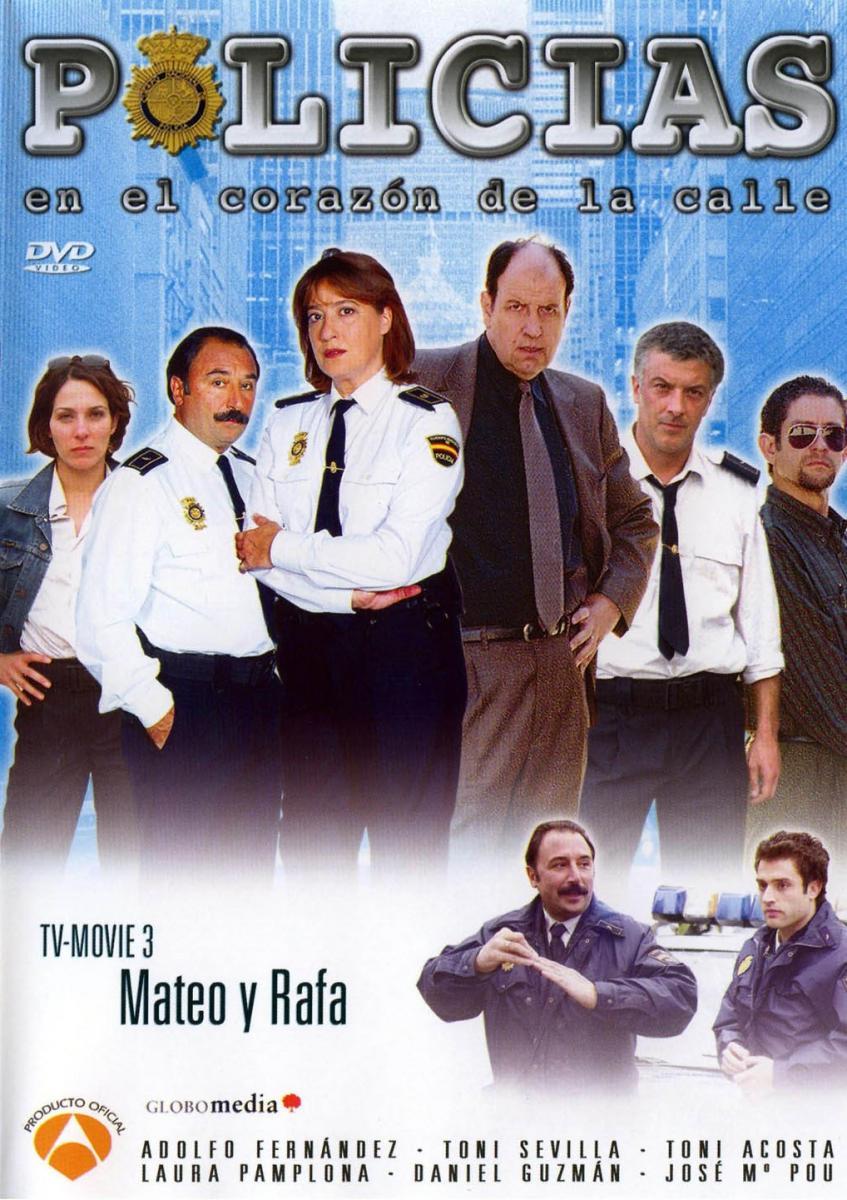 POLICIAS
en el corazón de la calle
DVD
VIDEO
POLICIA
TV-MOVIE 3
Mateo y Rafa
PRODUCTO OFICIAL
GLOBOmedia
ADOLFO FERNÁNDEZ - TONI SEVILLA - TONI ACOSTA
LAURA PAMPLONA - DANIEL GUZMÁN - JOSÉ Mª POU